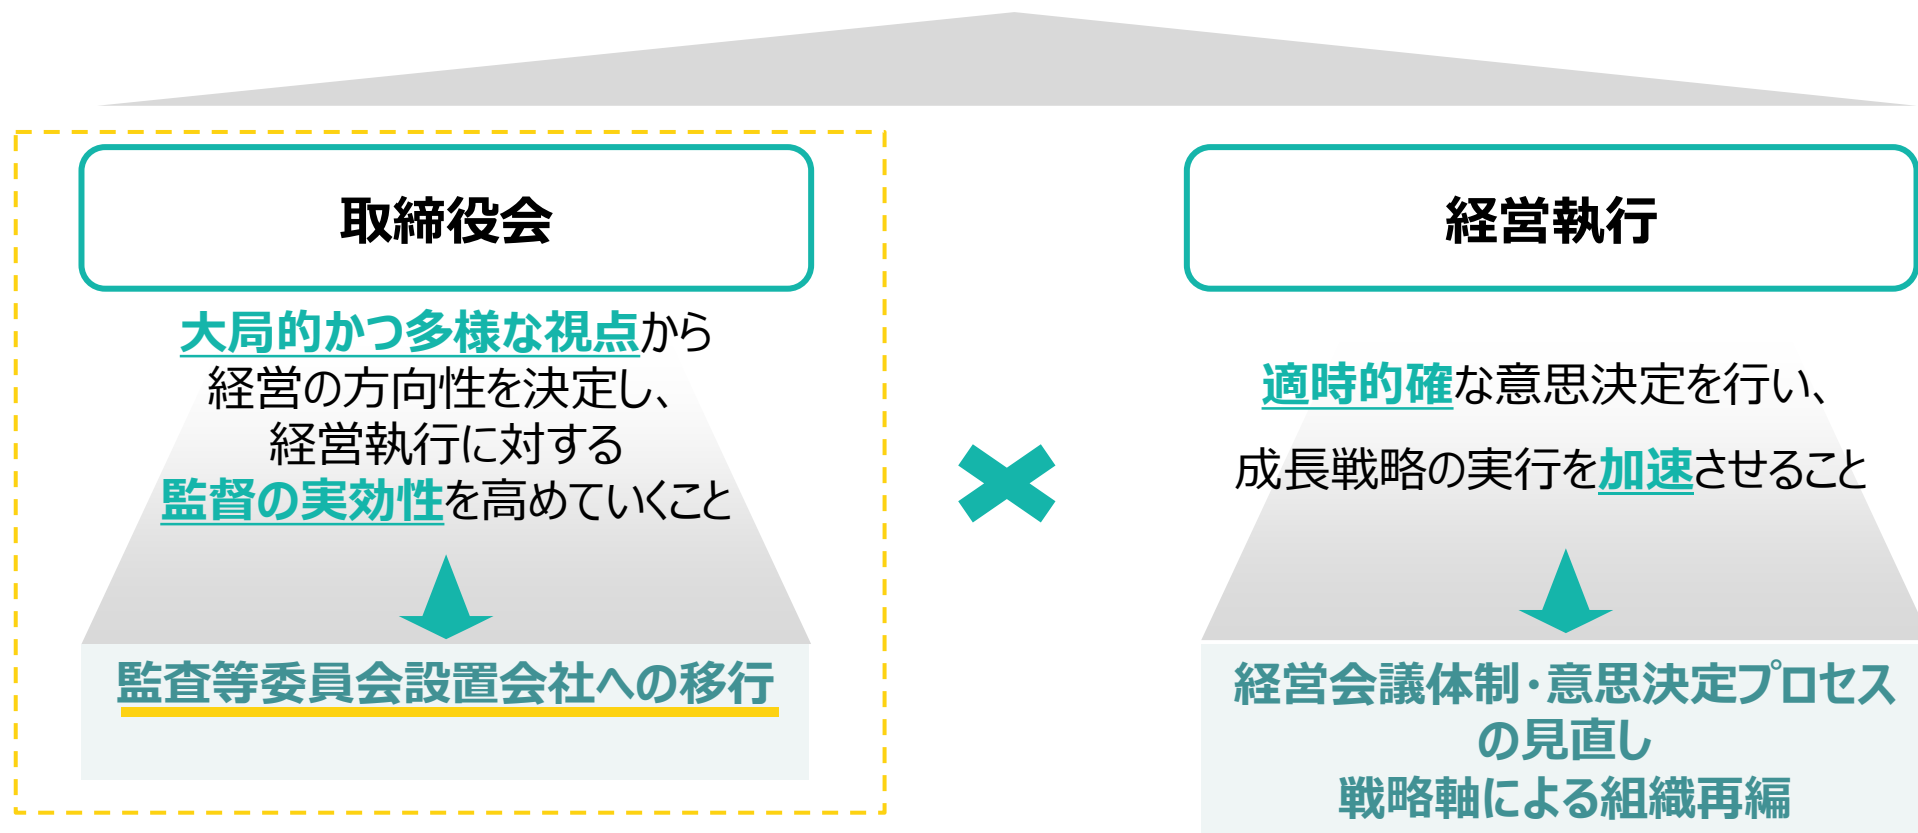 取締役会
大局的かつ多様な視点から
経営の方向性を決定し、
経営執行に対する
監督の実効性を高めていくこと
監査等委員会設置会社への移行
経営執行
適時的確な意思決定を行い、
成長戦略の実行を加速させること
経営会議体制・意思決定プロセス
の見直し
戦略軸による組織再編